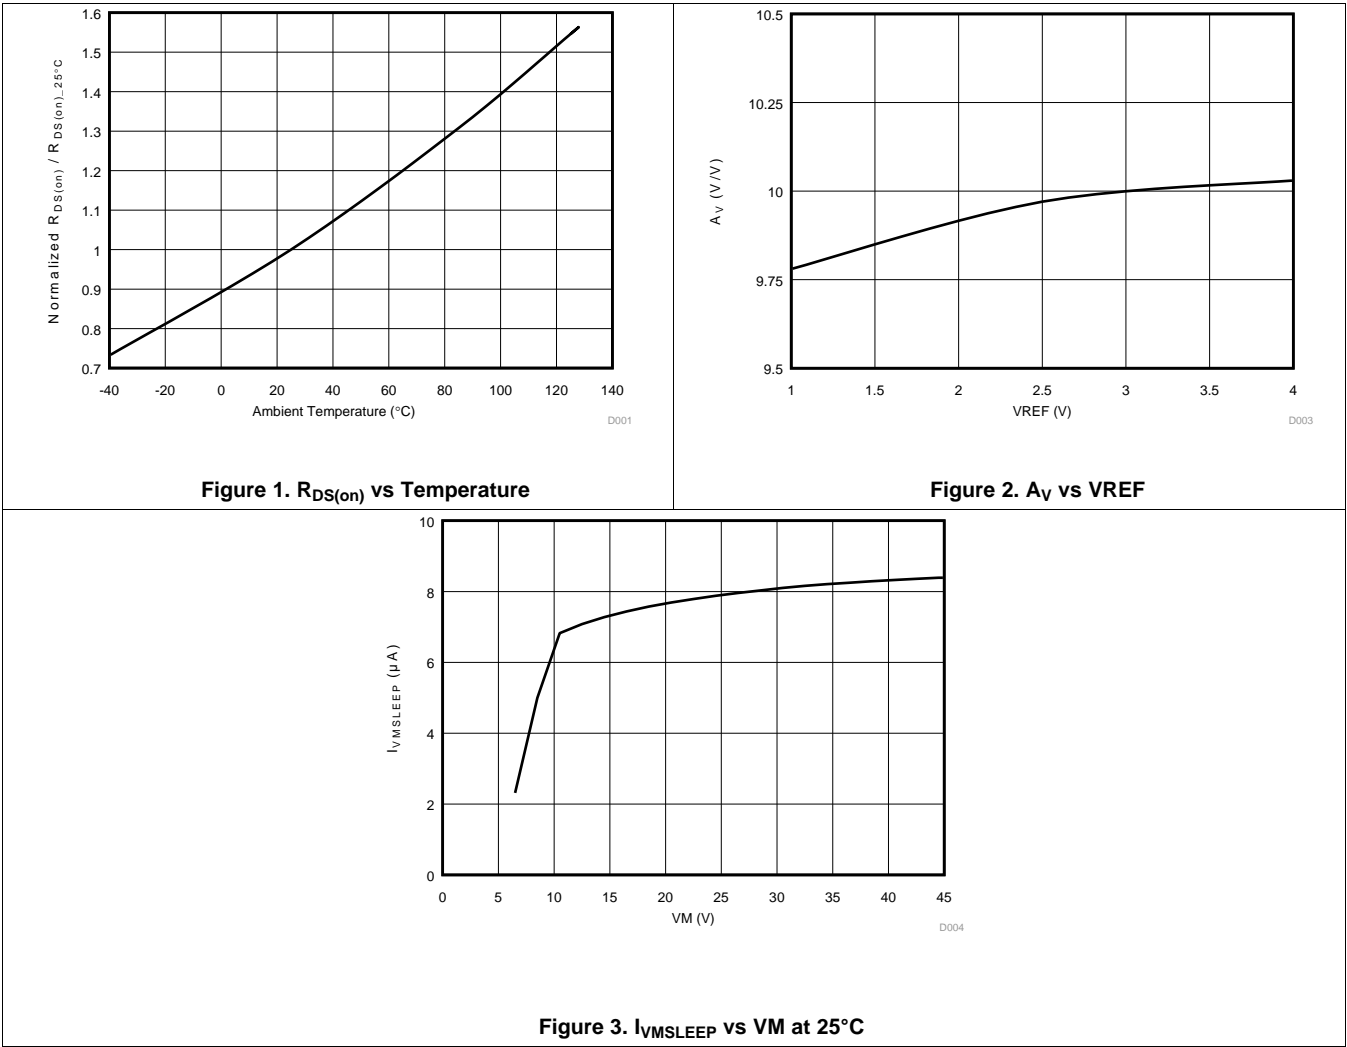 1.6
1.5
1.4
1.3
1.2
1.1
1
0.9
0.8
0.7
Normalized RDS(on) / RDS(on)_25°C
-40 -20 0 20 40 60 80 100 120 140
Ambient Temperature (°C)
D001
Figure 1. RDS(on) vs Temperature
10.5
10.25
10
9.75
9.5
AV (V/V)
1 1.5 2 2.5 3 3.5 4
VREF (V)
D003
Figure 2. AV vs VREF
10
8
6
4
2
0
IVMSLEEP (µA)
0 5 10 15 20 25 30 35 40 45
VM (V)
D004
Figure 3. IVMSLEEP vs VM at 25°C